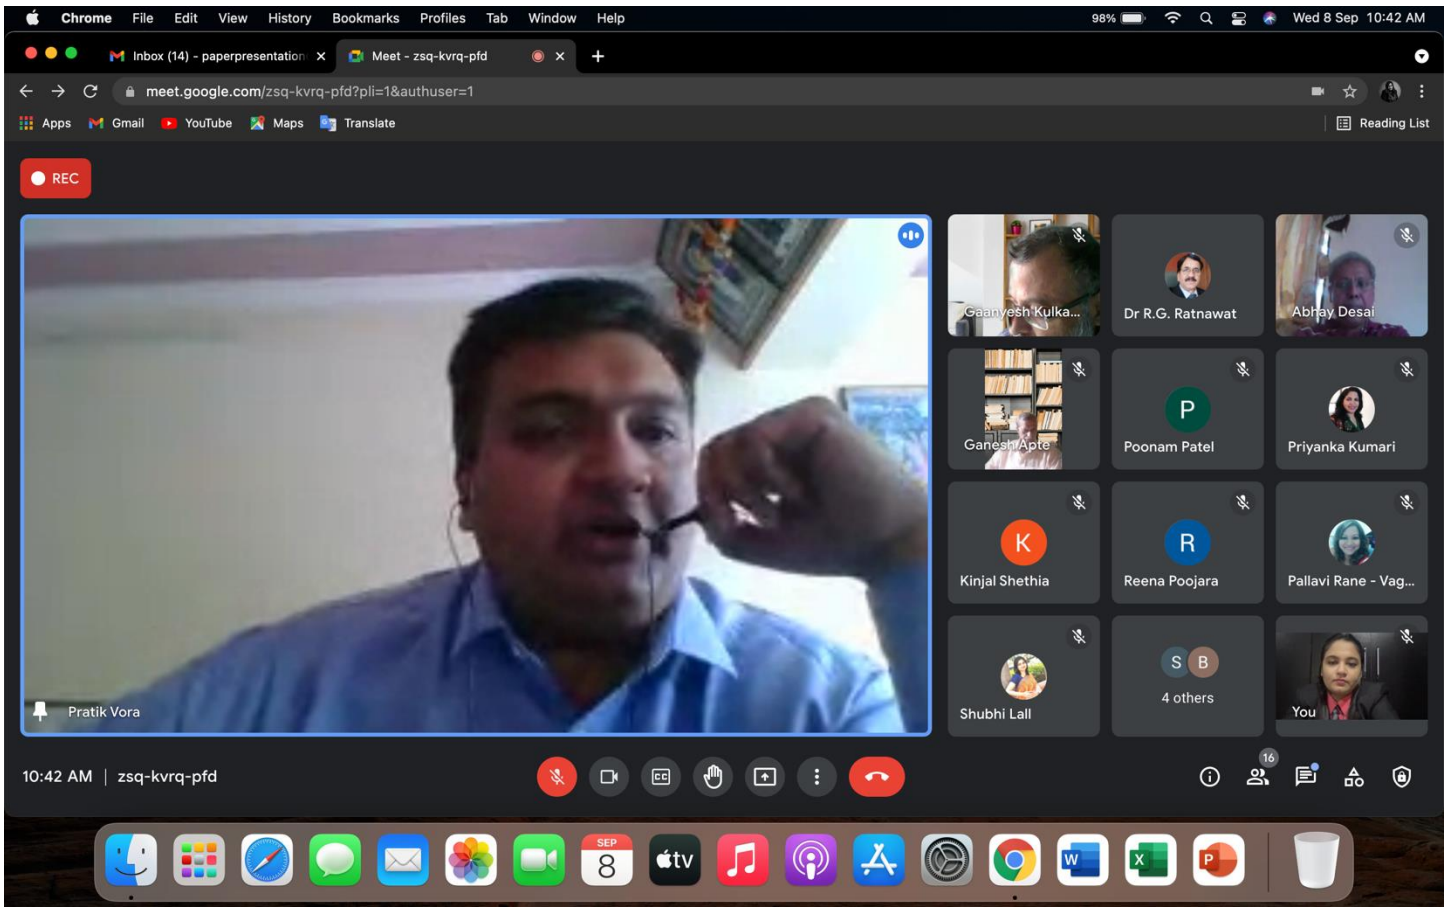 Chrome File Edit View History Bookmarks Profiles Tab Window Help 98% Wed 8 Sep 10:42 AM
Inbox (14) - paperpresentation Meet - zsq-kvrq-pfd
meet.google.com/zsq-kvrq-pfd?pli=1&authuser=1
Apps Gmail YouTube Maps Translate Reading List
REC
Gaanyesh Kulka... Dr R.G. Ratnawat Abhay Desai
Ganesh Apte P Poonam Patel Priyanka Kumari
K Kinjal Shethia R Reena Poojara Pallavi Rane - Vag...
Shubhi Lall S B 4 others You
Pratik Vora
10:42 AM | zsq-kvrq-pfd CC 16
SEP
8
tv W X P